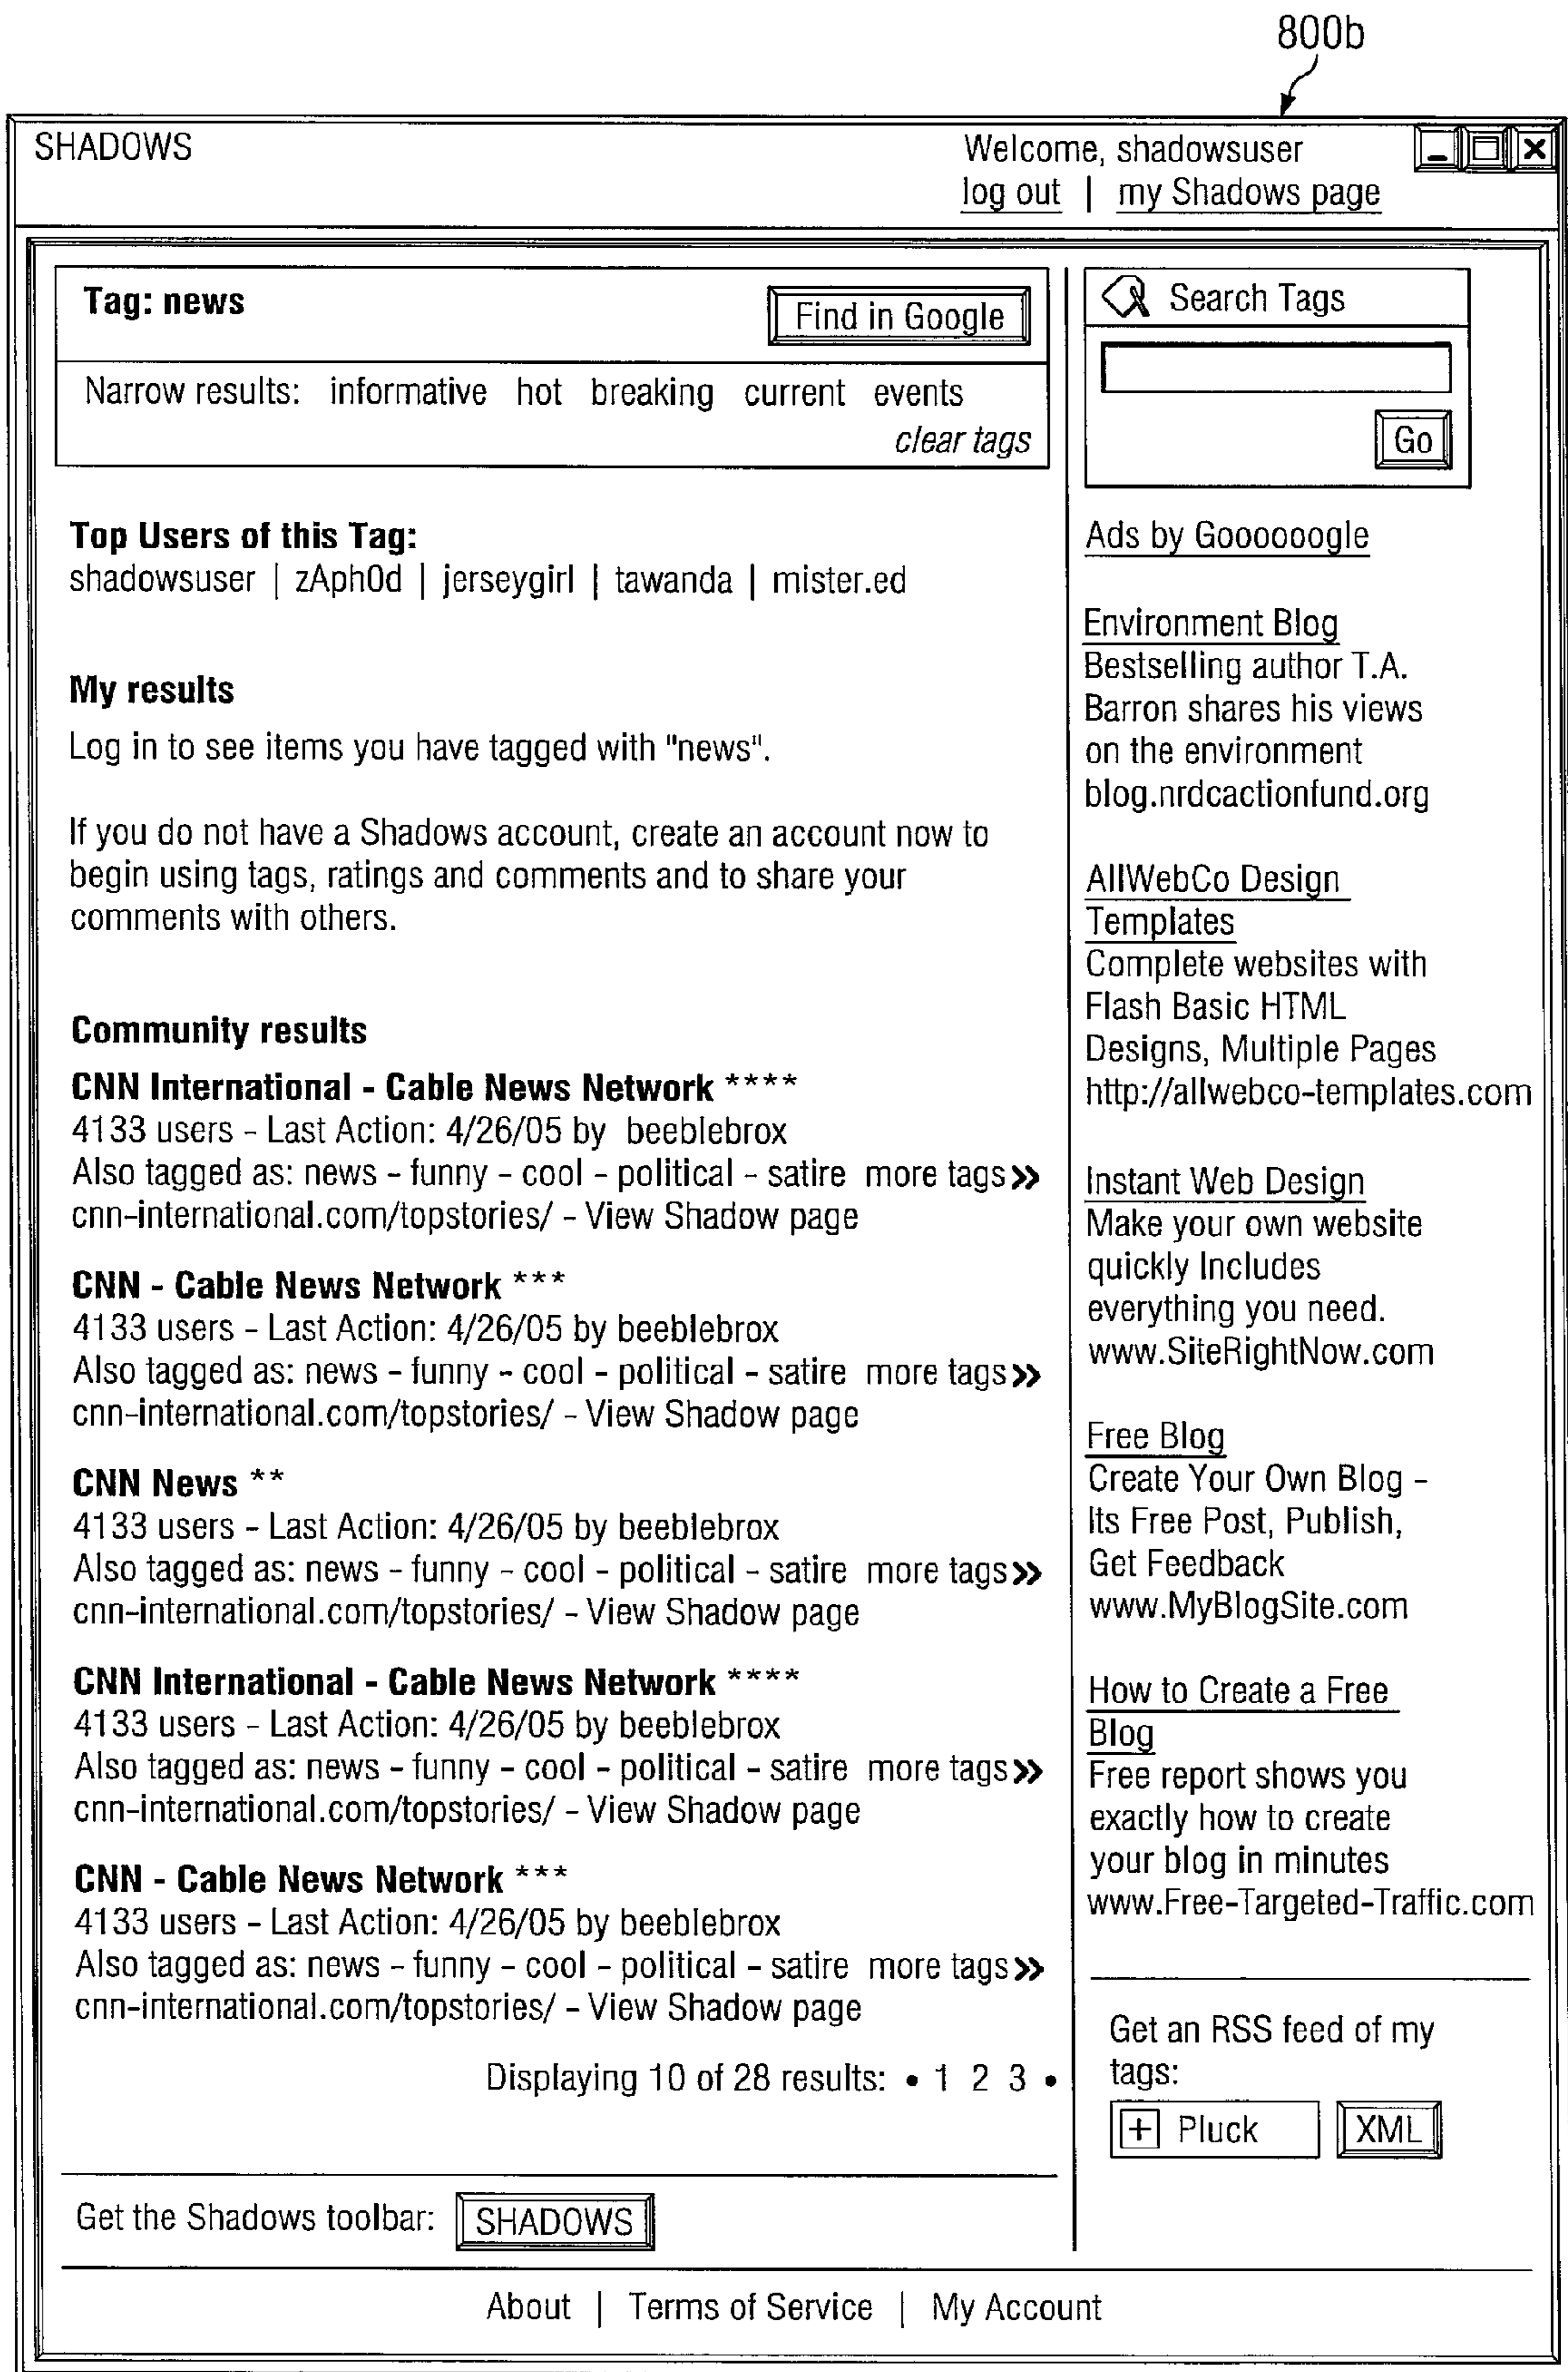 800b
SHADOWS
Welcome, shadowsuser
log out | my Shadows page
Tag: news
Find in Google
Narrow results: informative hot breaking current events
clear tags
Top Users of this Tag:
shadowsuser | zAph0d | jerseygirl | tawanda | mister.ed
My results
Log in to see items you have tagged with "news".
If you do not have a Shadows account, create an account now to
begin using tags, ratings and comments and to share your
comments with others.
Community results
CNN International - Cable News Network ****
4133 users - Last Action: 4/26/05 by beeblebrox
Also tagged as: news - funny - cool - political - satire more tags»
cnn-international.com/topstories/ - View Shadow page
CNN - Cable News Network ***
4133 users - Last Action: 4/26/05 by beeblebrox
Also tagged as: news - funny - cool - political - satire more tags»
cnn-international.com/topstories/ - View Shadow page
CNN News **
4133 users - Last Action: 4/26/05 by beeblebrox
Also tagged as: news - funny - cool - political - satire more tags»
cnn-international.com/topstories/ - View Shadow page
CNN International - Cable News Network ****
4133 users - Last Action: 4/26/05 by beeblebrox
Also tagged as: news - funny - cool - political - satire more tags»
cnn-international.com/topstories/ - View Shadow page
CNN - Cable News Network ***
4133 users - Last Action: 4/26/05 by beeblebrox
Also tagged as: news - funny - cool - political - satire more tags»
cnn-international.com/topstories/ - View Shadow page
Displaying 10 of 28 results: • 1 2 3 •
Get the Shadows toolbar: SHADOWS
Search Tags
Go
Ads by Goooooogle
Environment Blog
Bestselling author T.A.
Barron shares his views
on the environment
blog.nrdcactionfund.org
AllWebCo Design
Templates
Complete websites with
Flash Basic HTML
Designs, Multiple Pages
http://allwebco-templates.com
Instant Web Design
Make your own website
quickly Includes
everything you need.
www.SiteRightNow.com
Free Blog
Create Your Own Blog -
Its Free Post, Publish,
Get Feedback
www.MyBlogSite.com
How to Create a Free
Blog
Free report shows you
exactly how to create
your blog in minutes
www.Free-Targeted-Traffic.com
Get an RSS feed of my
tags:
+ Pluck XML
About | Terms of Service | My Account